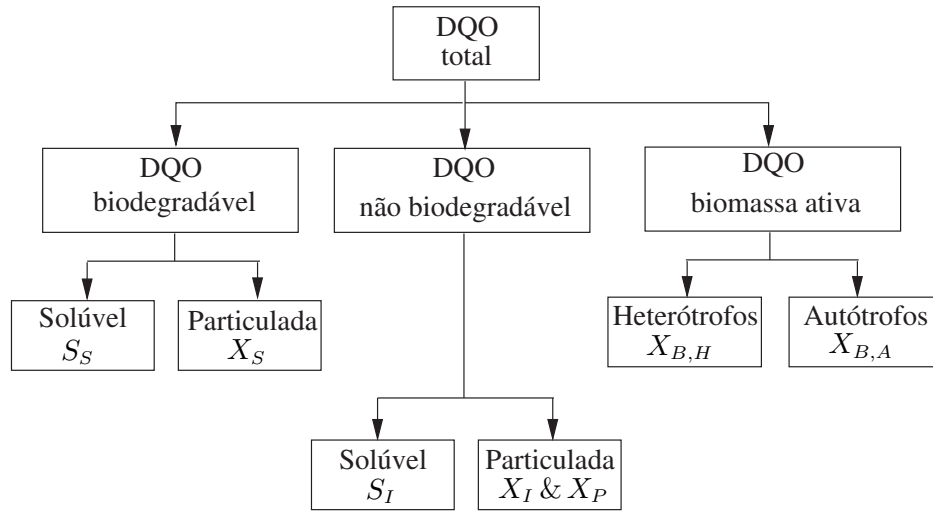 DQO
total
DQO
biodegradável
DQO
não biodegradável
DQO
biomassa ativa
Solúvel
S_S
Particulada
X_S
Heterótrofos
X_{B,H}
Autótrofos
X_{B,A}
Solúvel
S_I
Particulada
X_I & X_P